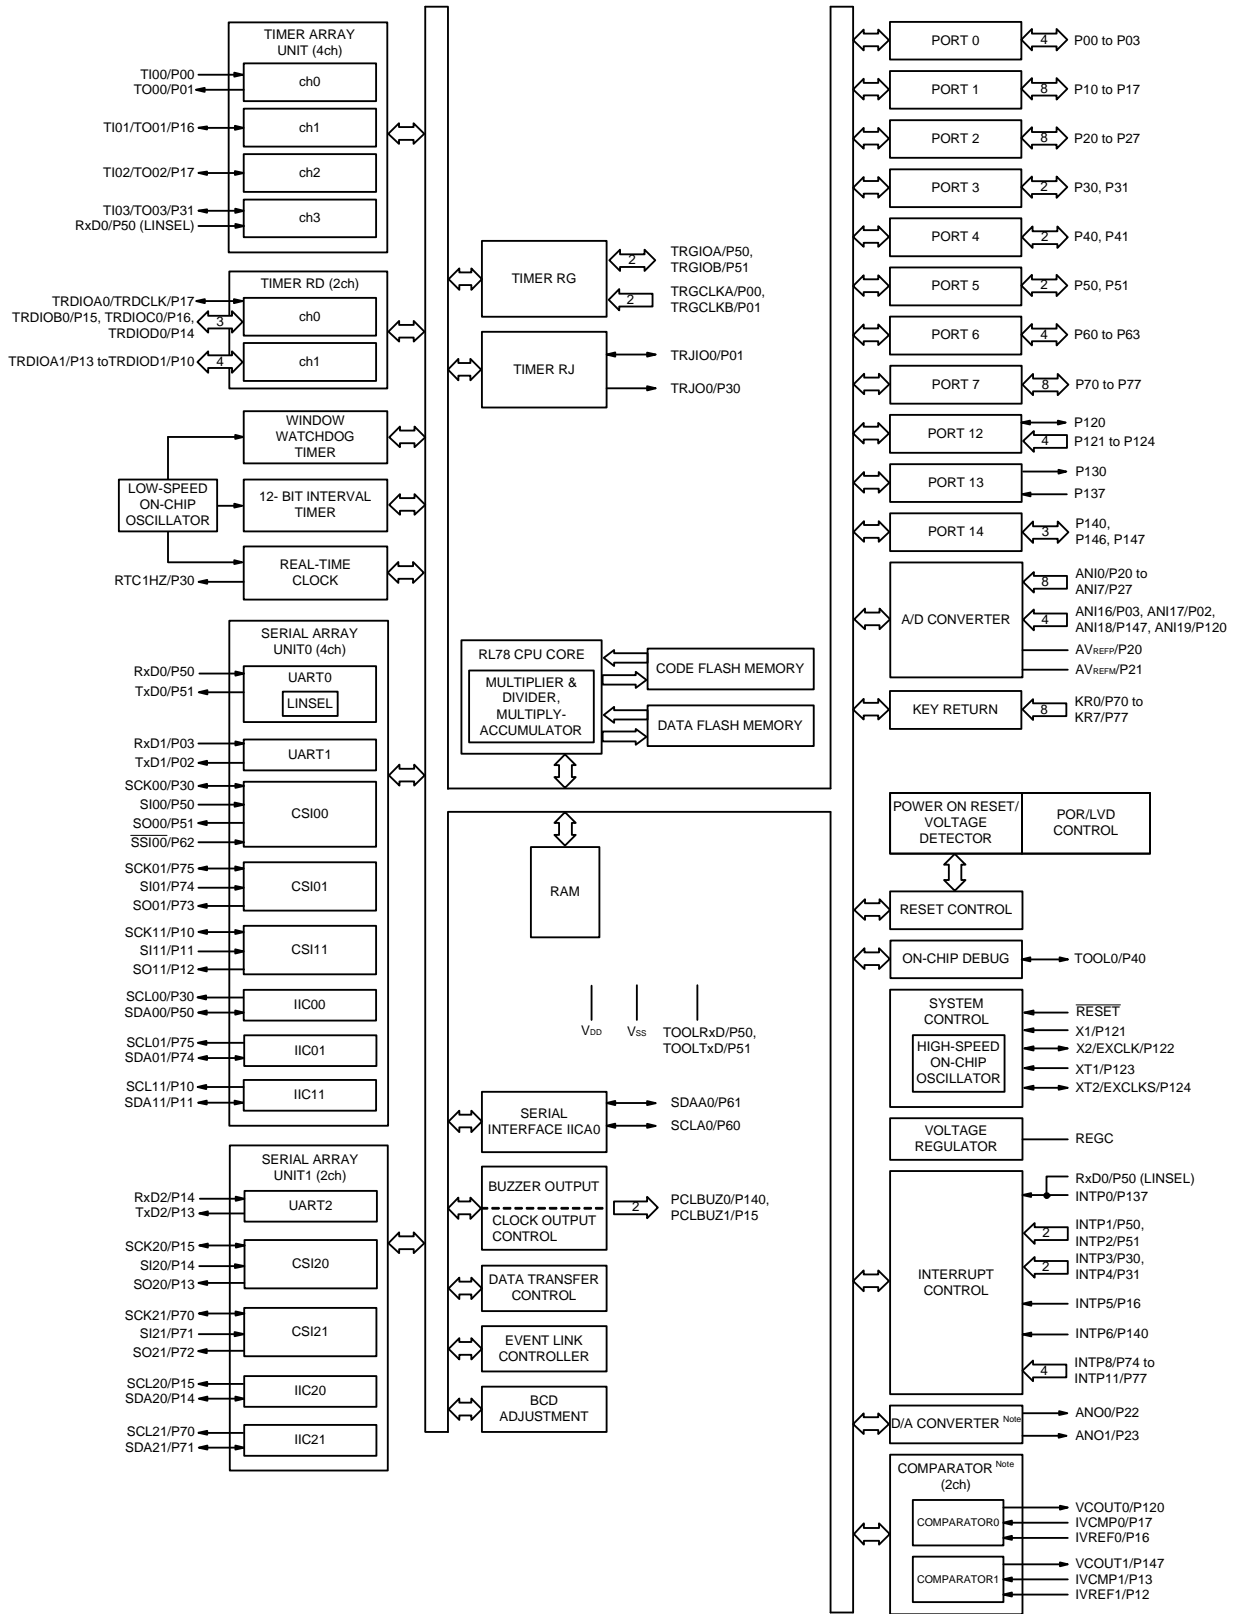 TIMER ARRAY
UNIT (4ch)
TI00/P00
TO00/P01
ch0
TI01/TO01/P16
ch1
TI02/TO02/P17
ch2
TI03/TO03/P31
RxD0/P50 (LINSEL)
ch3
TIMER RD (2ch)
TRDIOA0/TRDCLK/P17
TRDIOB0/P15, TRDIOC0/P16,
TRDIOD0/P14
3
ch0
TRDIOA1/P13 toTRDIOD1/P10
4
ch1
WINDOW
WATCHDOG
TIMER
LOW-SPEED
ON-CHIP
OSCILLATOR
12- BIT INTERVAL
TIMER
REAL-TIME
CLOCK
RTC1HZ/P30
SERIAL ARRAY
UNIT0 (4ch)
RxD0/P50
TxD0/P51
UART0
LINSEL
RxD1/P03
TxD1/P02
UART1
SCK00/P30
SI00/P50
SO00/P51
SSI00/P62
CSI00
SCK01/P75
SI01/P74
SO01/P73
CSI01
SCK11/P10
SI11/P11
SO11/P12
CSI11
SCL00/P30
SDA00/P50
IIC00
SCL01/P75
SDA01/P74
IIC01
SCL11/P10
SDA11/P11
IIC11
SERIAL ARRAY
UNIT1 (2ch)
RxD2/P14
TxD2/P13
UART2
SCK20/P15
SI20/P14
SO20/P13
CSI20
SCK21/P70
SI21/P71
SO21/P72
CSI21
SCL20/P15
SDA20/P14
IIC20
SCL21/P70
SDA21/P71
IIC21
TIMER RG
2
TRGIOA/P50,
TRGIOB/P51
2
TRGCLKA/P00,
TRGCLKB/P01
TIMER RJ
TRJIO0/P01
TRJO0/P30
RL78 CPU CORE
MULTIPLIER &
DIVIDER,
MULTIPLY-
ACCUMULATOR
CODE FLASH MEMORY
DATA FLASH MEMORY
RAM
VDD
VSS
TOOLRxD/P50,
TOOLTxD/P51
SERIAL
INTERFACE IICA0
SDAA0/P61
SCLA0/P60
BUZZER OUTPUT
CLOCK OUTPUT
CONTROL
2
PCLBUZ0/P140,
PCLBUZ1/P15
DATA TRANSFER
CONTROL
EVENT LINK
CONTROLLER
BCD
ADJUSTMENT
PORT 0
4
P00 to P03
PORT 1
8
P10 to P17
PORT 2
8
P20 to P27
PORT 3
2
P30, P31
PORT 4
2
P40, P41
PORT 5
2
P50, P51
PORT 6
4
P60 to P63
PORT 7
8
P70 to P77
PORT 12
P120
4
P121 to P124
PORT 13
P130
P137
PORT 14
3
P140,
P146, P147
A/D CONVERTER
8
ANI0/P20 to
ANI7/P27
4
ANI16/P03, ANI17/P02,
ANI18/P147, ANI19/P120
AVREFP/P20
AVREFM/P21
KEY RETURN
8
KR0/P70 to
KR7/P77
POWER ON RESET/
VOLTAGE
DETECTOR
POR/LVD
CONTROL
RESET CONTROL
ON-CHIP DEBUG
TOOL0/P40
SYSTEM
CONTROL
HIGH-SPEED
ON-CHIP
OSCILLATOR
RESET
X1/P121
X2/EXCLK/P122
XT1/P123
XT2/EXCLKS/P124
VOLTAGE
REGULATOR
REGC
INTERRUPT
CONTROL
RxD0/P50 (LINSEL)
INTP0/P137
2
INTP1/P50,
INTP2/P51
2
INTP3/P30,
INTP4/P31
INTP5/P16
INTP6/P140
4
INTP8/P74 to
INTP11/P77
D/A CONVERTER Note
ANO0/P22
ANO1/P23
COMPARATOR Note
(2ch)
COMPARATOR0
VCOUT0/P120
IVCMP0/P17
IVREF0/P16
COMPARATOR1
VCOUT1/P147
IVCMP1/P13
IVREF1/P12